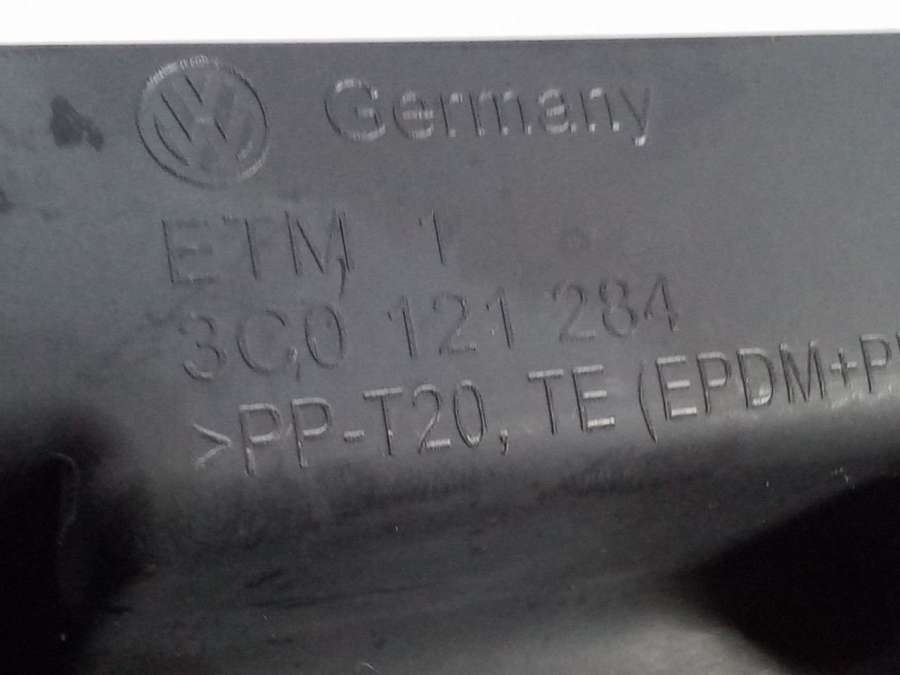 Germany
ETM, 1
3C0 121 284
>PP-T20, TE (EPDM+P